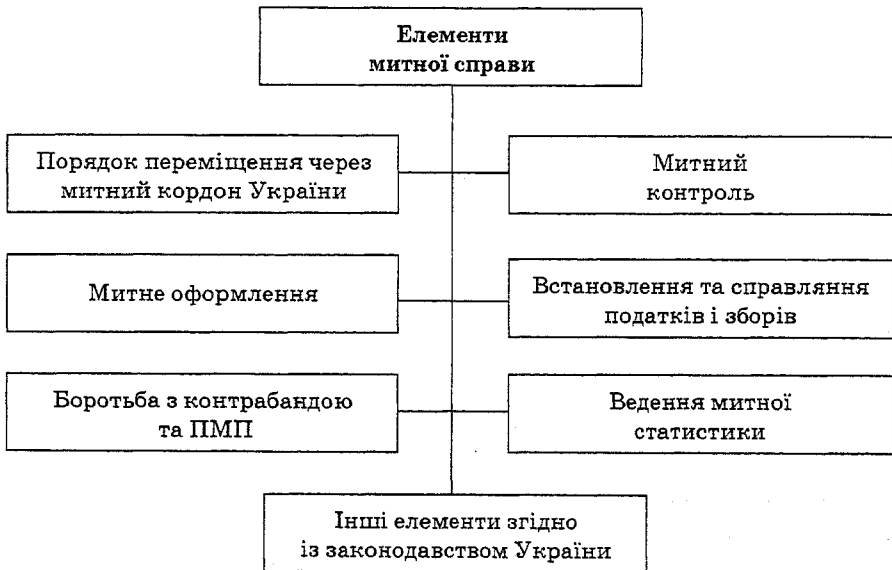 Елементи
митної справи
Порядок переміщення через
митний кордон України
Митний
контроль
Митне оформлення
Встановлення та справляння
податків і зборів
Боротьба з контрабандою
та ПМП
Ведення митної
статистики
Інші елементи згідно
із законодавством України